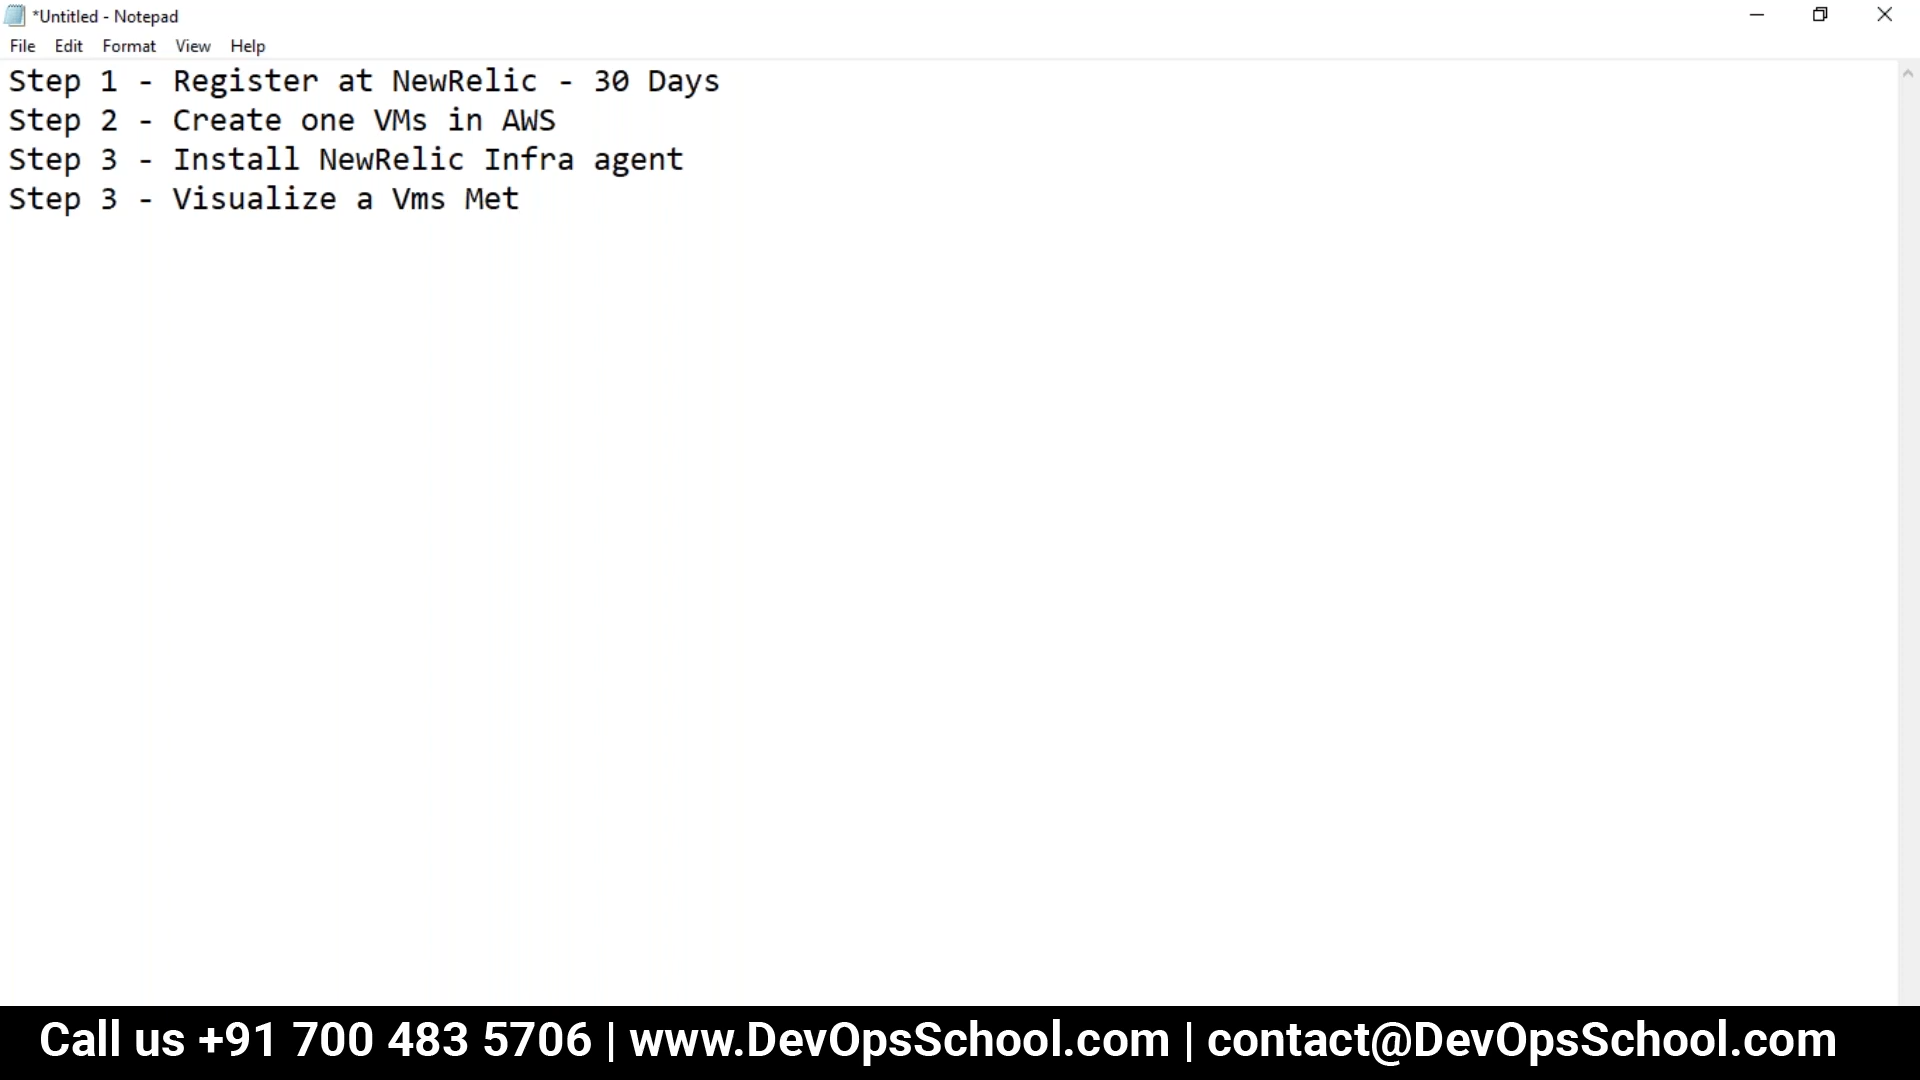 *Untitled - Notepad
File Edit Format View Help
Step 1 - Register at NewRelic - 30 Days
Step 2 - Create one VMs in AWS
Step 3 - Install NewRelic Infra agent
Step 3 - Visualize a Vms Met
Call us +91 700 483 5706 | www.DevOpsSchool.com | contact@DevOpsSchool.com